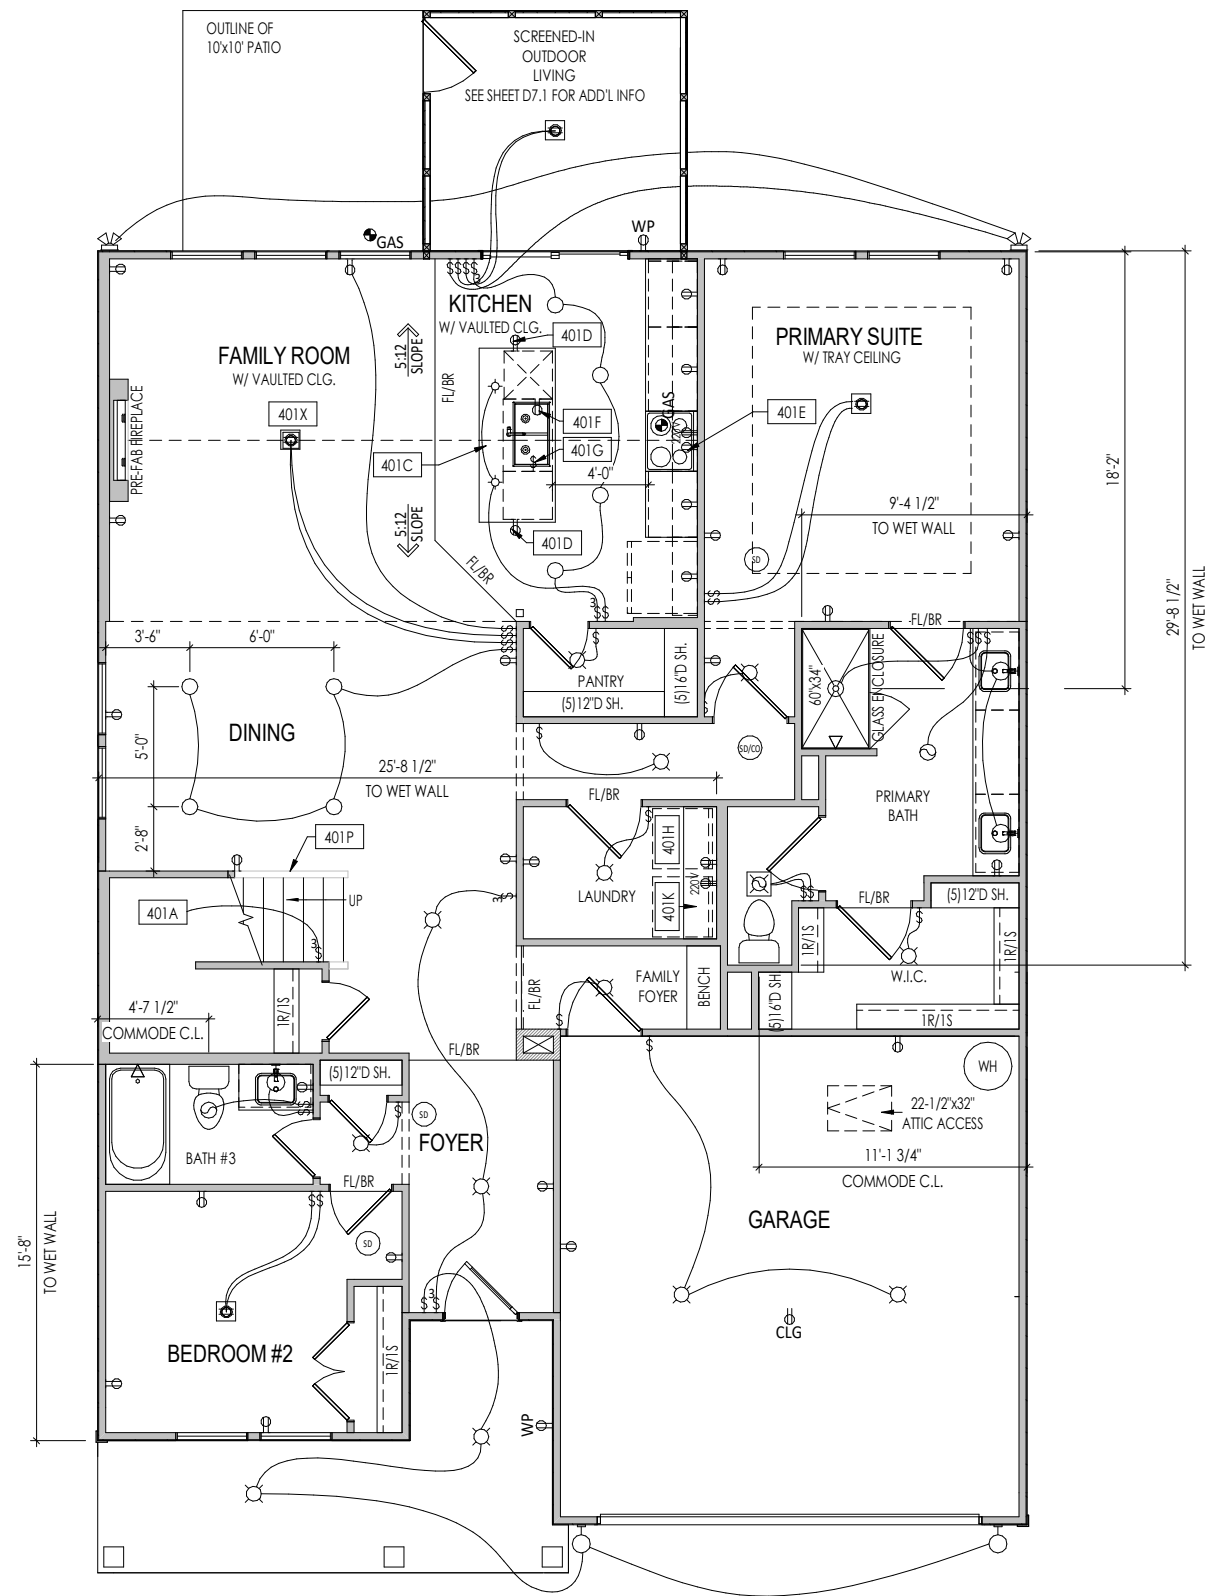 OUTLINE OF
10'x10' PATIO
SCREENED-IN
OUTDOOR
LIVING
SEE SHEET D7.1 FOR ADD'L INFO
GAS
WP
$$$$
3
KITCHEN
W/ VAULTED CLG.
401D
5:12
SLOPE
FL/BR
FAMILY ROOM
W/ VAULTED CLG.
401X
PRE-FAB FIREPLACE
401C
401F
401G
4'-0"
401D
GAS
220V
401E
5:12
SLOPE
FL/BR
3
$$
PRIMARY SUITE
W/ TRAY CEILING
9'-4 1/2"
TO WET WALL
SD
$$
18'-2"
29'-8 1/2"
TO WET WALL
3'-6"
6'-0"
$$$
$
PANTRY
(5)12"D SH.
(5)16"D SH.
FL/BR
$$$
60"x34"
GLASS ENCLOSURE
DINING
5'-0"
2'-8"
25'-8 1/2"
TO WET WALL
$
$
SD/CO
FL/BR
PRIMARY
BATH
401P
UP
401A
3
$
3
$
$
LAUNDRY
401H
401K
220V
$$
FL/BR
(5)12"D SH.
1R/1S
$
W.I.C.
1R/1S
1R/1S
(5)16"D SH
FL/BR
FAMILY
FOYER
BENCH
$
$
1R/1S
4'-7 1/2"
COMMODE C.L.
FL/BR
(5)12"D SH.
$
SD
FOYER
$$
BATH #3
FL/BR
$$
SD
15'-8"
TO WET WALL
BEDROOM #2
1R/1S
3
$$
WP
WH
22-1/2"x32"
ATTIC ACCESS
11'-1 3/4"
COMMODE C.L.
GARAGE
CLG